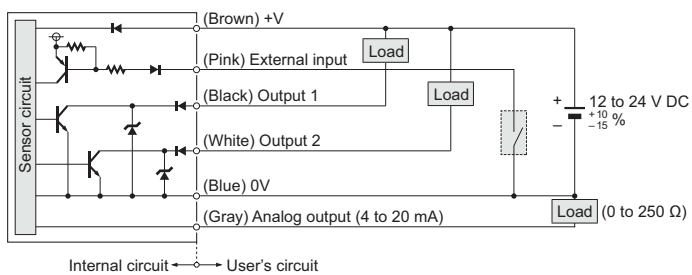 (Brown) +V
Load
(Pink) External input
Load
(Black) Output 1
+ 12 to 24 V DC
– +10 –15 %
Sensor circuit
(White) Output 2
(Blue) 0V
Load (0 to 250 Ω)
(Gray) Analog output (4 to 20 mA)
Internal circuit User's circuit